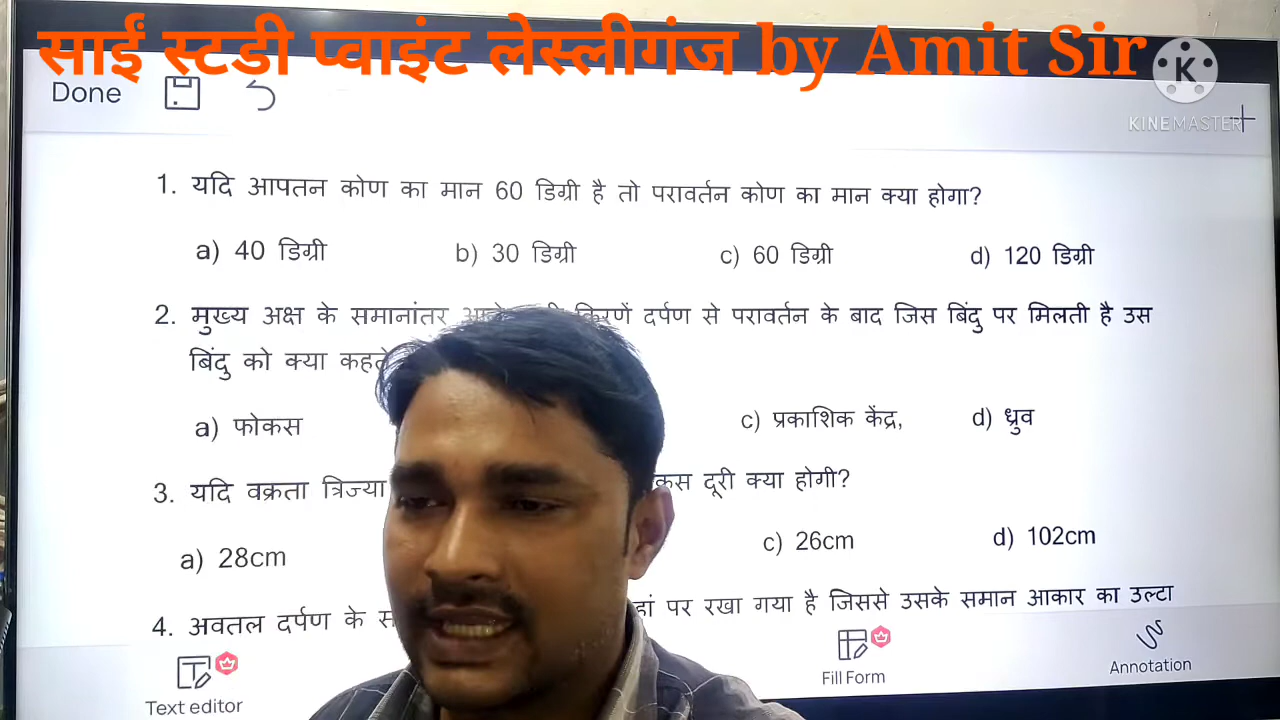 साईं स्टडी प्वाइंट लेस्लीगंज by Amit Sir
K
KINEMASTER
Done
1. यदि आपतन कोण का मान 60 डिग्री है तो परावर्तन कोण का मान क्या होगा?
a) 40 डिग्री b) 30 डिग्री c) 60 डिग्री d) 120 डिग्री
2. मुख्य अक्ष के समानांतर किरणें दर्पण से परावर्तन के बाद जिस बिंदु पर मिलती है उस
बिंदु को क्या
a) फोकस c) प्रकाशिक केंद्र, d) ध्रुव
3. यदि वक्रता त्रिज्या दूरी क्या होगी?
a) 28cm c) 26cm d) 102cm
4. अवतल दर्पण के पर रखा गया है जिससे उसके समान आकार का उल्टा
Text editor
Fill Form
Annotation